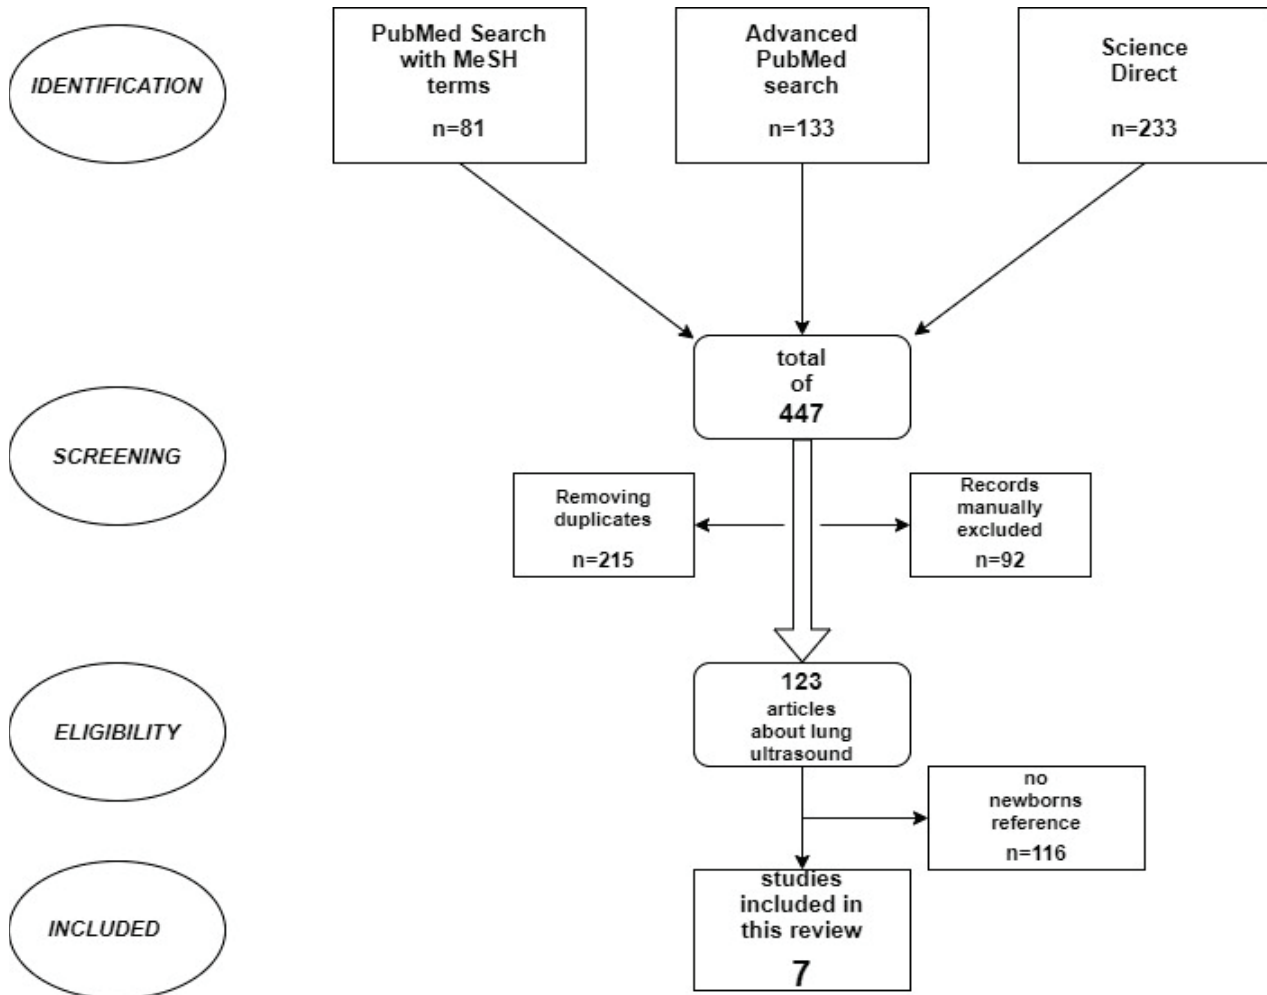 IDENTIFICATION
PubMed Search
with MeSH
terms
n=81
Advanced
PubMed
search
n=133
Science
Direct
n=233
total
of
447
SCREENING
Removing
duplicates
n=215
Records
manually
excluded
n=92
ELIGIBILITY
123
articles
about lung
ultrasound
no
newborns
reference
n=116
INCLUDED
studies
included in
this review
7